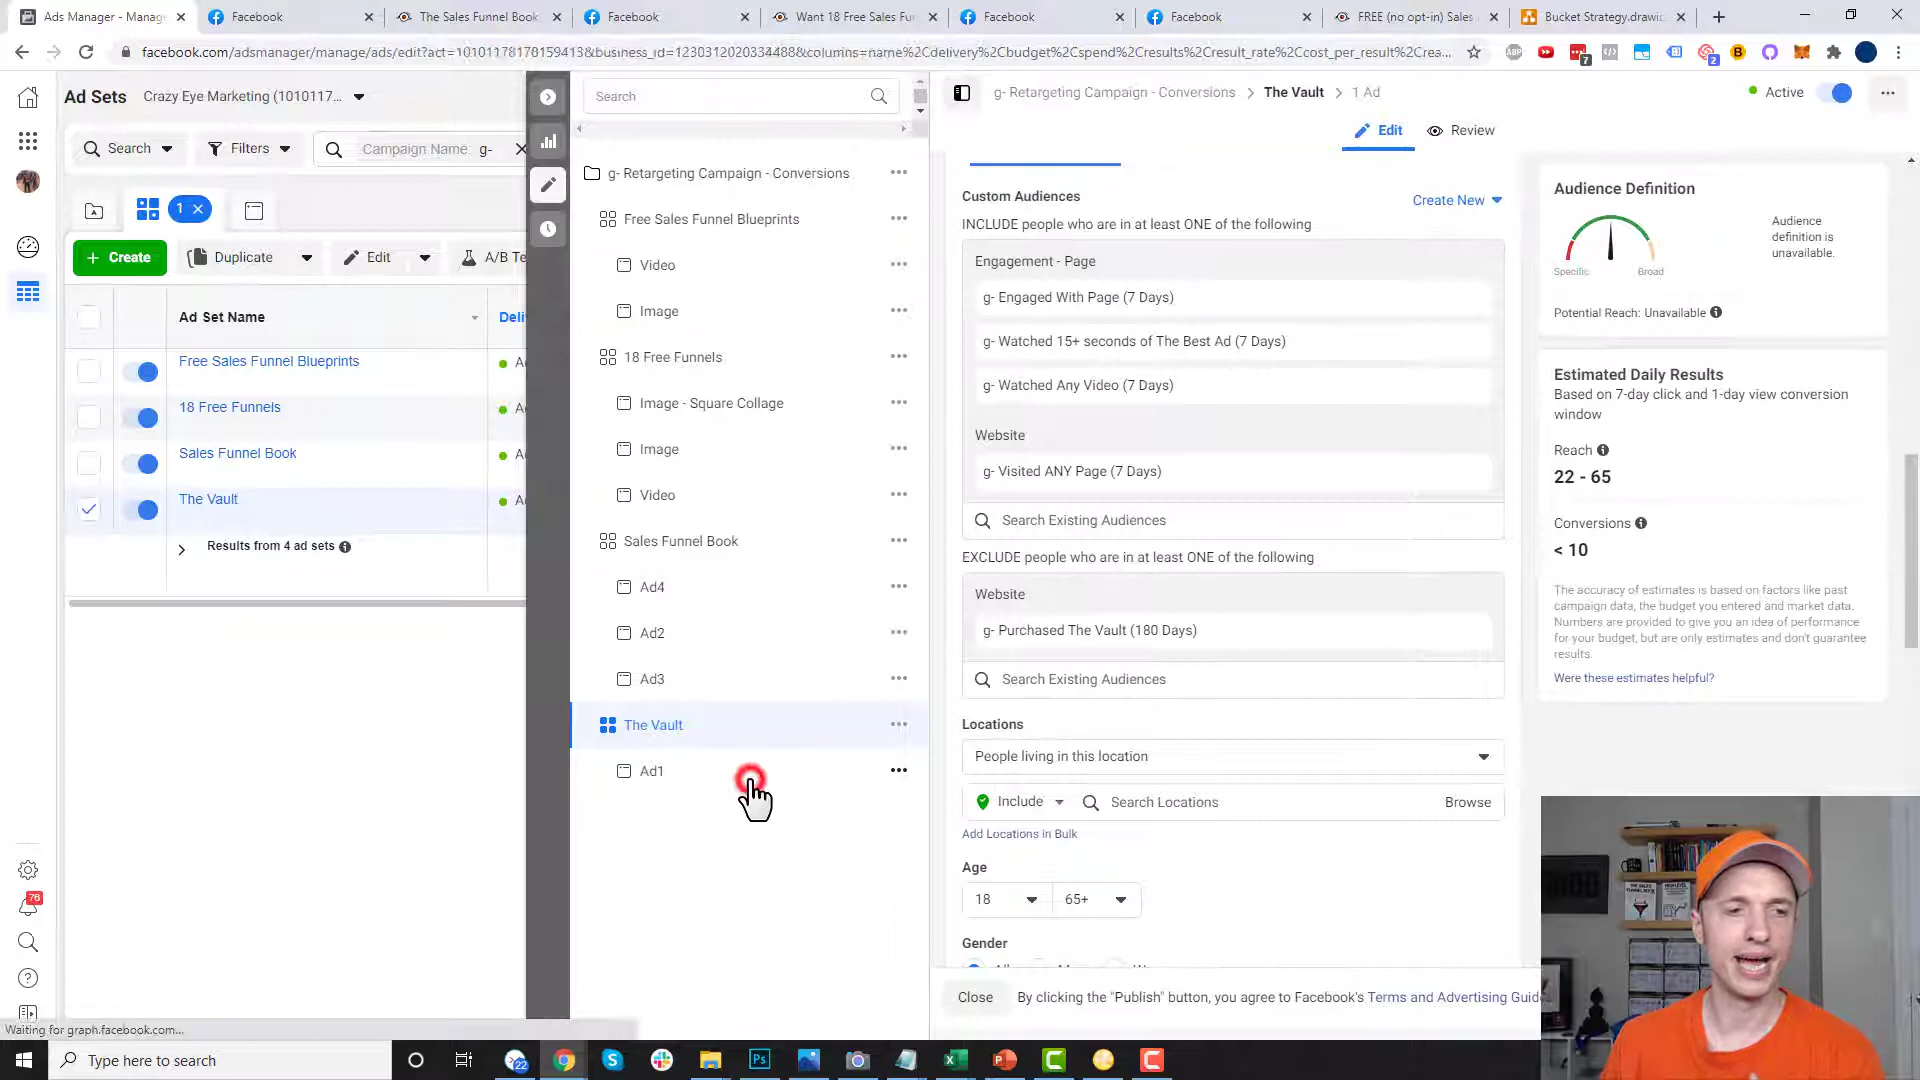 Ads Manager - Manag
Facebook
The Sales Funnel Book
Facebook
Want 18 Free Sales Fu
Facebook
Facebook
FREE (no opt-in) Sales
Bucket Strategy.drawi
facebook.com/adsmanager/manage/ads/edit?act=10101178178159413&business_id=1230312020334488&columns=name%2Cdelivery%2Cbudget%2Cspend%2Cresults%2Cresult_rate%2Ccost_per_result%2Crea...
ABP
7
2
Ad Sets
Crazy Eye Marketing (1010117...
Search
Filters
Campaign Name: g-
1
+ Create
Duplicate
Edit
A/B Te
Ad Set Name
Deli
Free Sales Funnel Blueprints
A
18 Free Funnels
A
Sales Funnel Book
A
The Vault
A
Results from 4 ad sets
76
Waiting for graph.facebook.com...
Search
g- Retargeting Campaign - Conversions
Free Sales Funnel Blueprints
Video
Image
18 Free Funnels
Image - Square Collage
Image
Video
Sales Funnel Book
Ad4
Ad2
Ad3
The Vault
Ad1
g- Retargeting Campaign - Conversions > The Vault > 1 Ad
Active
Edit
Review
Custom Audiences
Create New
INCLUDE people who are in at least ONE of the following
Engagement - Page
g- Engaged With Page (7 Days)
g- Watched 15+ seconds of The Best Ad (7 Days)
g- Watched Any Video (7 Days)
Website
g- Visited ANY Page (7 Days)
Search Existing Audiences
EXCLUDE people who are in at least ONE of the following
Website
g- Purchased The Vault (180 Days)
Search Existing Audiences
Locations
People living in this location
Include
Search Locations
Browse
Add Locations in Bulk
Age
18
65+
Gender
Close
By clicking the "Publish" button, you agree to Facebook's Terms and Advertising Guide
Audience Definition
Specific
Broad
Audience
definition is
unavailable.
Potential Reach: Unavailable
Estimated Daily Results
Based on 7-day click and 1-day view conversion
window
Reach
22 - 65
Conversions
< 10
The accuracy of estimates is based on factors like past
campaign data, the budget you entered and market data.
Numbers are provided to give you an idea of performance
for your budget, but are only estimates and don't guarantee
results.
Were these estimates helpful?
Type here to search
22